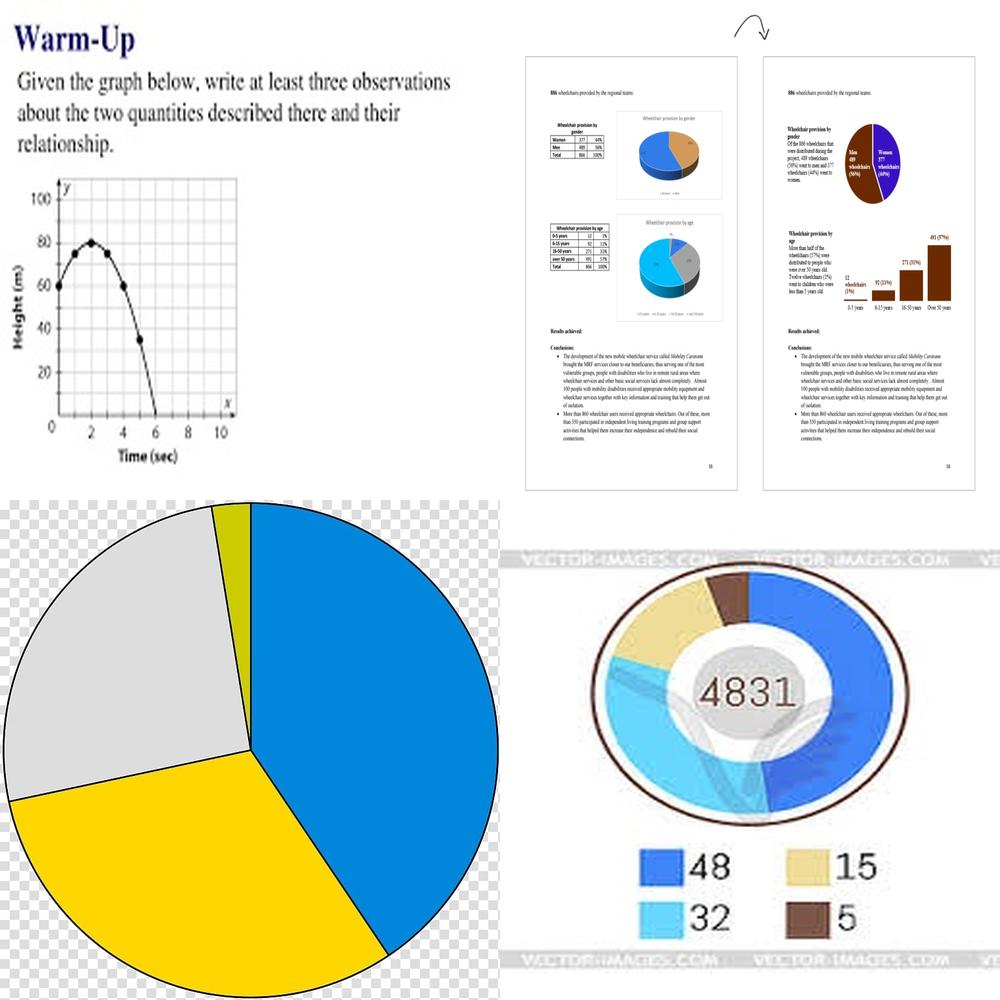 Warm-Up
Given the graph below, write at least three observations
about the two quantities described there and their
relationship.
y
100
80
60
40
20
0
2
4
6
8
10
x
Height (m)
Time (sec)
886 wheelchairs provided by the regional teams:
Wheelchair provision by
gender
Women 377 44%
Men 489 56%
Total 866 100%
Wheelchair provision by gender
Wheelchair provision by age
0-5 years 12 1%
6-15 years 92 11%
16-50 years 271 31%
over 50 years 491 57%
Total 866 100%
Wheelchair provision by age
Results achieved:
Conclusions:
The development of the new mobile wheelchair service called Mobility Caravans
brought the MRF services closer to our beneficiaries, thus serving one of the most
vulnerable groups, people with disabilities who live in remote rural areas where
wheelchair services and other basic social services lack almost completely. Almost
100 people with mobility disabilities received appropriate mobility equipment and
wheelchair services together with key information and training that help them get out
of isolation.
More than 860 wheelchair users received appropriate wheelchairs. Out of these, more
than 350 participated in independent living training programs and group support
activities that helped them increase their independence and rebuild their social
connections.
16
886 wheelchairs provided by the regional teams:
Wheelchair provision by
gender
Of the 866 wheelchairs
that were
distributed during the
project, 489 wheelchairs
(56%) went to men and 377
wheelchairs (44%) went to
women.
Men
489
wheelchairs
(56%)
Women
377
wheelchairs
(44%)
Wheelchair provision by
age
More than half of the
wheelchairs (57%) were
distributed to people who
were over 50 years old.
Twelve wheelchairs (1%)
went to children who were
less than 5 years old.
12
wheelchairs
(1%)
92 (11%)
271 (31%)
491 (57%)
0-5 years
6-15 years
16-50 years
Over 50 years
Results achieved:
Conclusions:
The development of the new mobile wheelchair service called Mobility Caravans
brought the MRF services closer to our beneficiaries, thus serving one of the most
vulnerable groups, people with disabilities who live in remote rural areas where
wheelchair services and other basic social services lack almost completely. Almost
100 people with mobility disabilities received appropriate mobility equipment and
wheelchair services together with key information and training that help them get out
of isolation.
More than 860 wheelchair users received appropriate wheelchairs. Out of these, more
than 350 participated in independent living training programs and group support
activities that helped them increase their independence and rebuild their social
connections.
16
VECTOR-IMAGES.COM VECTOR-IMAGES.COM VE
4831
48
15
32
5
VECTOR-IMAGES.COM VECTOR-IMAGES.COM VE